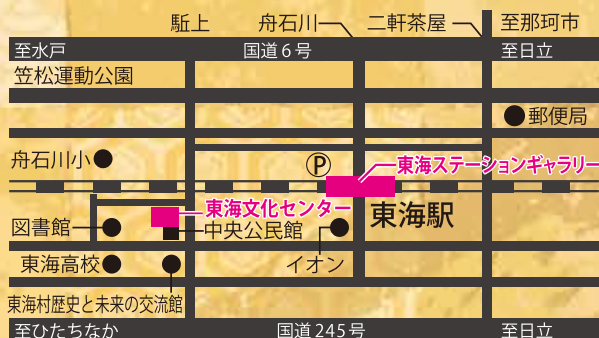 駈上
舟石川
二軒茶屋
至那珂市
至水戸
国道6号
至日立
笠松運動公園
郵便局
舟石川小
Ⓟ
東海ステーションギャラリー
東海文化センター
東海駅
図書館
中央公民館
イオン
東海高校
東海村歴史と未来の交流館
至ひたちなか
国道245号
至日立